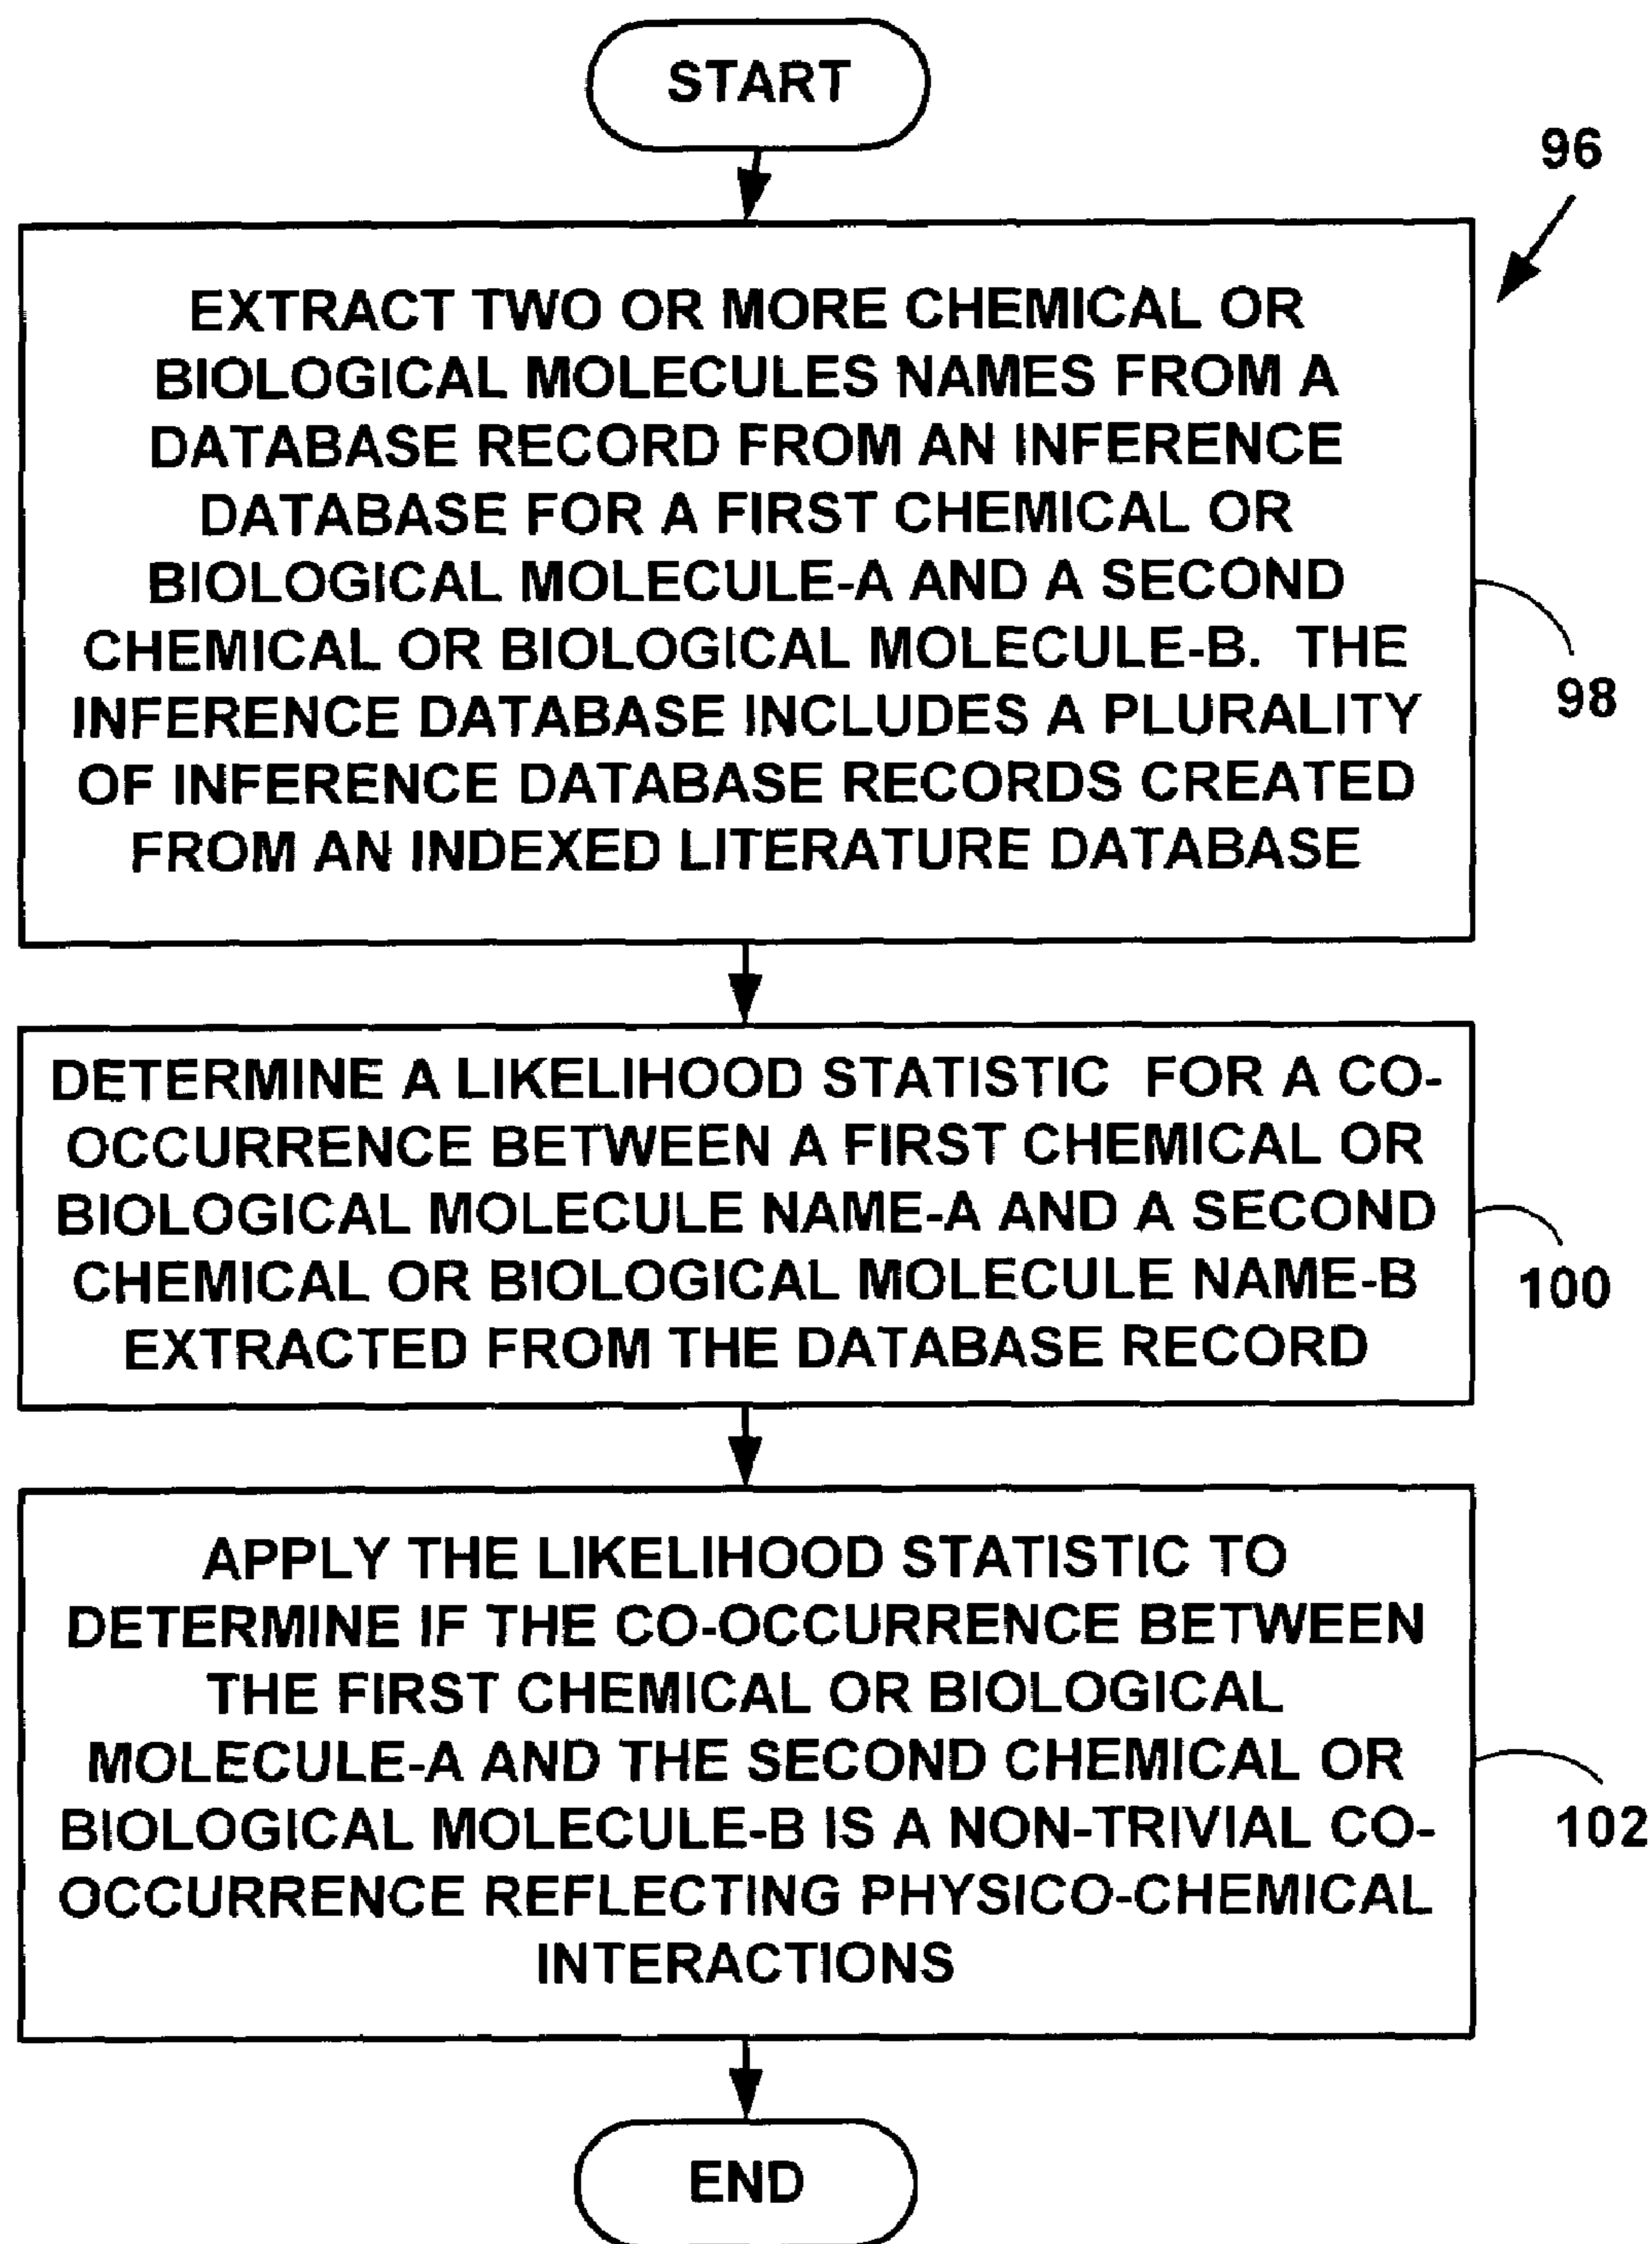 START
96
EXTRACT TWO OR MORE CHEMICAL OR
BIOLOGICAL MOLECULES NAMES FROM A
DATABASE RECORD FROM AN INFERENCE
DATABASE FOR A FIRST CHEMICAL OR
BIOLOGICAL MOLECULE-A AND A SECOND
CHEMICAL OR BIOLOGICAL MOLECULE-B. THE
INFERENCE DATABASE INCLUDES A PLURALITY
OF INFERENCE DATABASE RECORDS CREATED
FROM AN INDEXED LITERATURE DATABASE
98
DETERMINE A LIKELIHOOD STATISTIC FOR A CO-
OCCURRENCE BETWEEN A FIRST CHEMICAL OR
BIOLOGICAL MOLECULE NAME-A AND A SECOND
CHEMICAL OR BIOLOGICAL MOLECULE NAME-B
EXTRACTED FROM THE DATABASE RECORD
100
APPLY THE LIKELIHOOD STATISTIC TO
DETERMINE IF THE CO-OCCURRENCE BETWEEN
THE FIRST CHEMICAL OR BIOLOGICAL
MOLECULE-A AND THE SECOND CHEMICAL OR
BIOLOGICAL MOLECULE-B IS A NON-TRIVIAL CO-
OCCURRENCE REFLECTING PHYSICO-CHEMICAL
INTERACTIONS
102
END